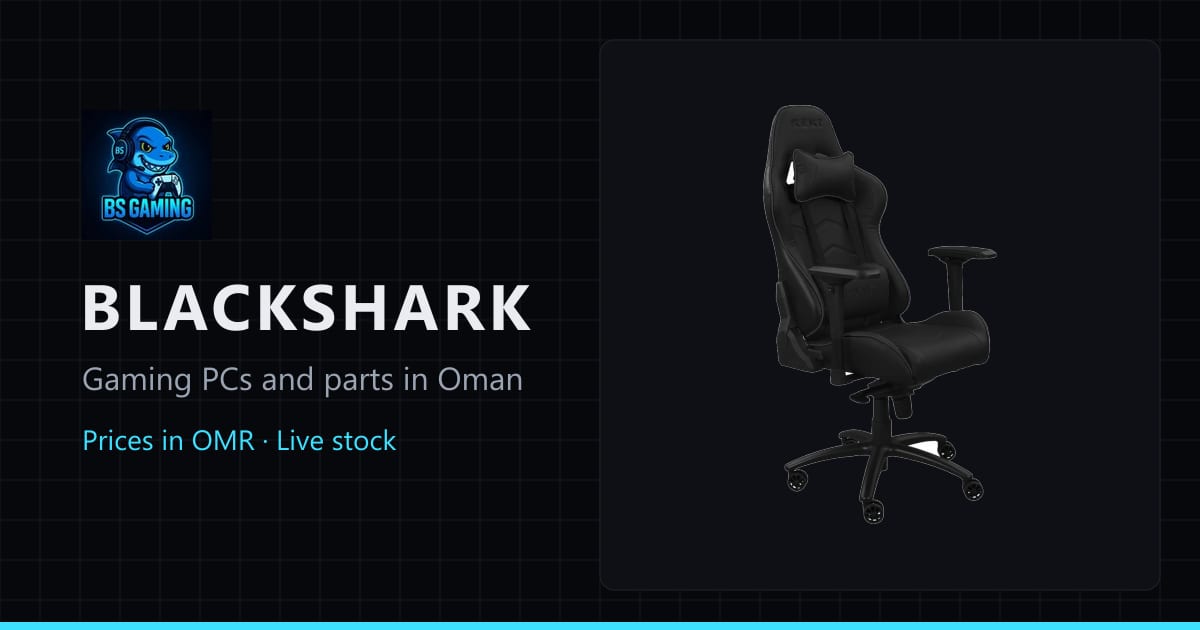 BS
BS GAMING
BLACKSHARK
Gaming PCs and parts in Oman
Prices in OMR · Live stock